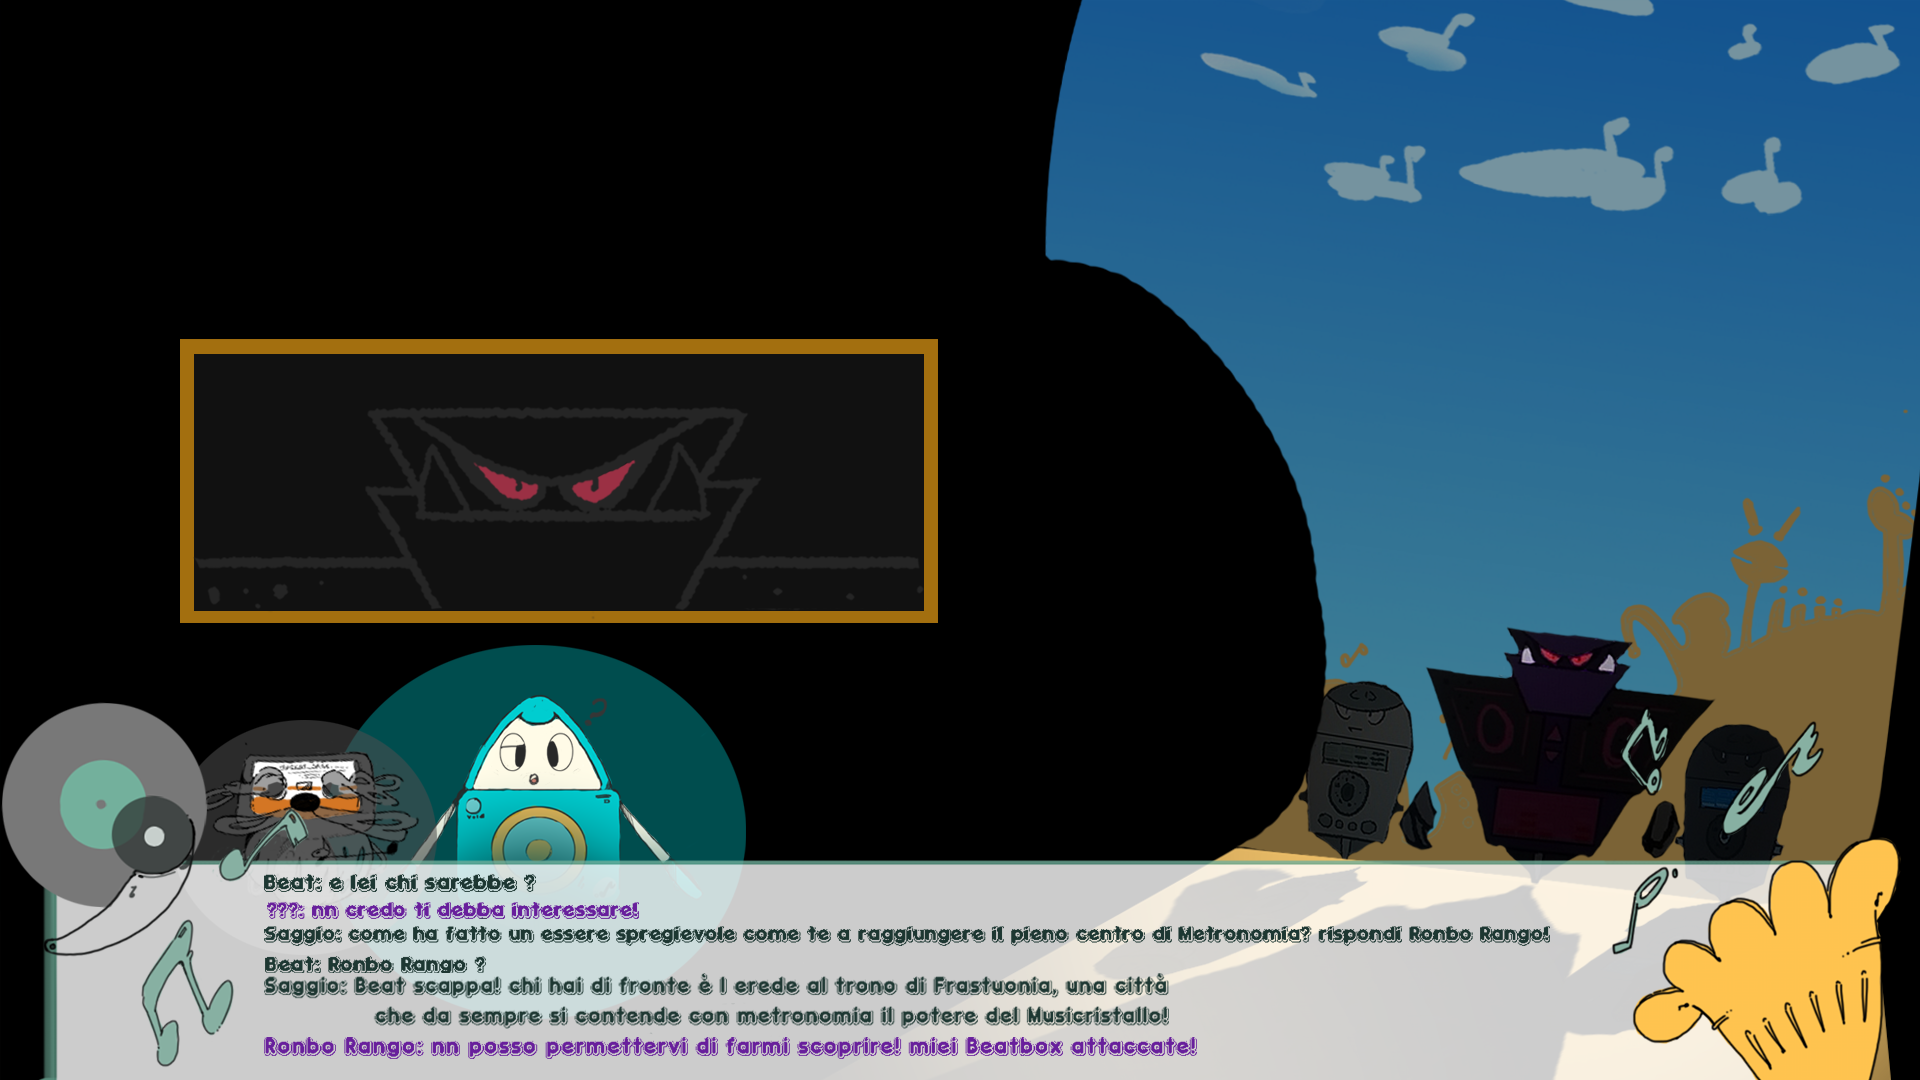 Beat: e lei chi sarebbe ?
???: nn credo ti debba interessare!
Saggio: come ha fatto un essere spregievole come te a raggiungere il pieno centro di Metronomia? rispondi Ronbo Rango!
Beat: Ronbo Rango ?
Saggio: Beat scappa! chi hai di fronte è l erede al trono di Frastuonia, una città
che da sempre si contende con metronomia il potere del Musicristallo!
Ronbo Rango: nn posso permettervi di farmi scoprire! miei Beatbox attaccate!